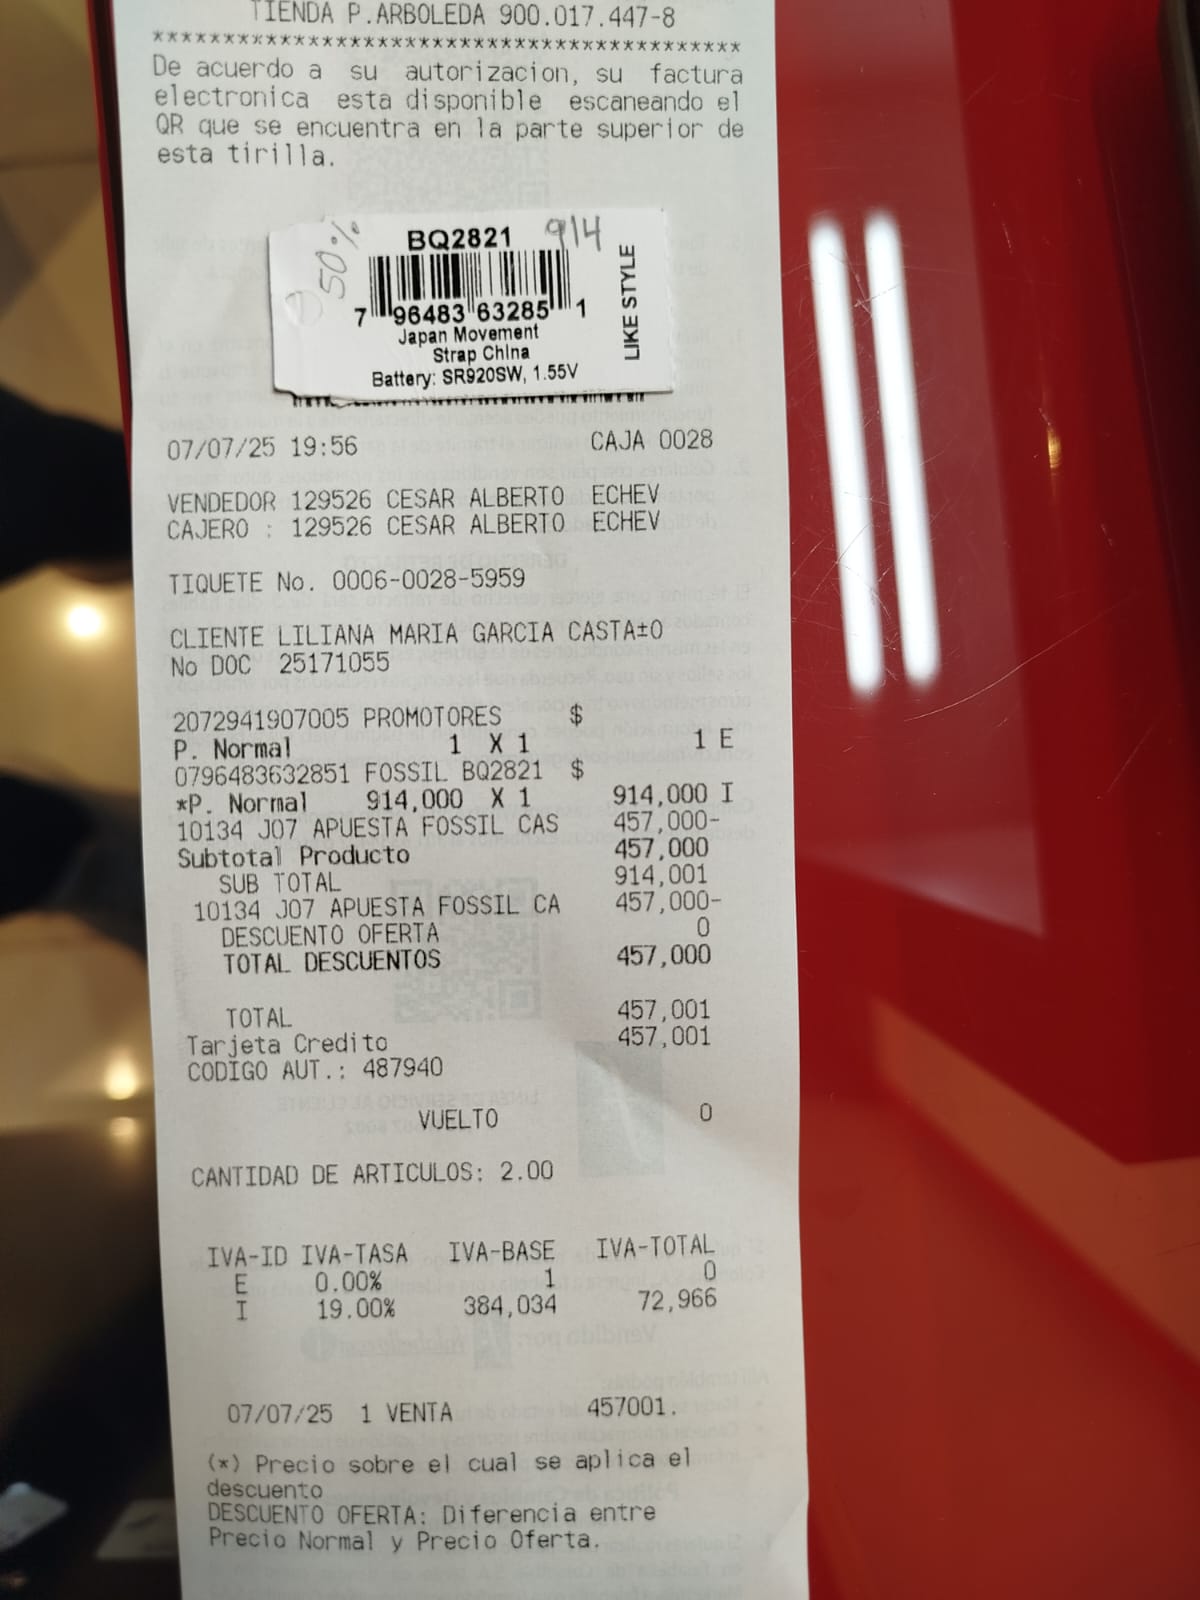 TIENDA P.ARBOLEDA 900.017.447-8
******************************************
De acuerdo a su autorizacion, su factura
electronica esta disponible escaneando el
QR que se encuentra en la parte superior de
esta tirilla.
50%
BQ2821 914
7 96483 63285 1
Japan Movement
Strap China
Battery: SR920SW, 1.55V
LIKE STYLE
07/07/25 19:56 CAJA 0028
VENDEDOR 129526 CESAR ALBERTO ECHEV
CAJERO : 129526 CESAR ALBERTO ECHEV
TIQUETE No. 0006-0028-5959
CLIENTE LILIANA MARIA GARCIA CASTA±O
No DOC 25171055
2072941907005 PROMOTORES $
P. Normal 1 X 1 1 E
0796483632851 FOSSIL BQ2821 $
*P. Normal 914,000 X 1 914,000 I
10134 J07 APUESTA FOSSIL CAS 457,000-
Subtotal Producto 457,000
SUB TOTAL 914,001
10134 J07 APUESTA FOSSIL CA 457,000-
DESCUENTO OFERTA 0
TOTAL DESCUENTOS 457,000
TOTAL 457,001
Tarjeta Credito 457,001
CODIGO AUT.: 487940
VUELTO 0
CANTIDAD DE ARTICULOS: 2.00
IVA-ID IVA-TASA IVA-BASE IVA-TOTAL
E 0.00% 1 0
I 19.00% 384,034 72,966
07/07/25 1 VENTA 457001.
(*) Precio sobre el cual se aplica el
descuento
DESCUENTO OFERTA: Diferencia entre
Precio Normal y Precio Oferta.